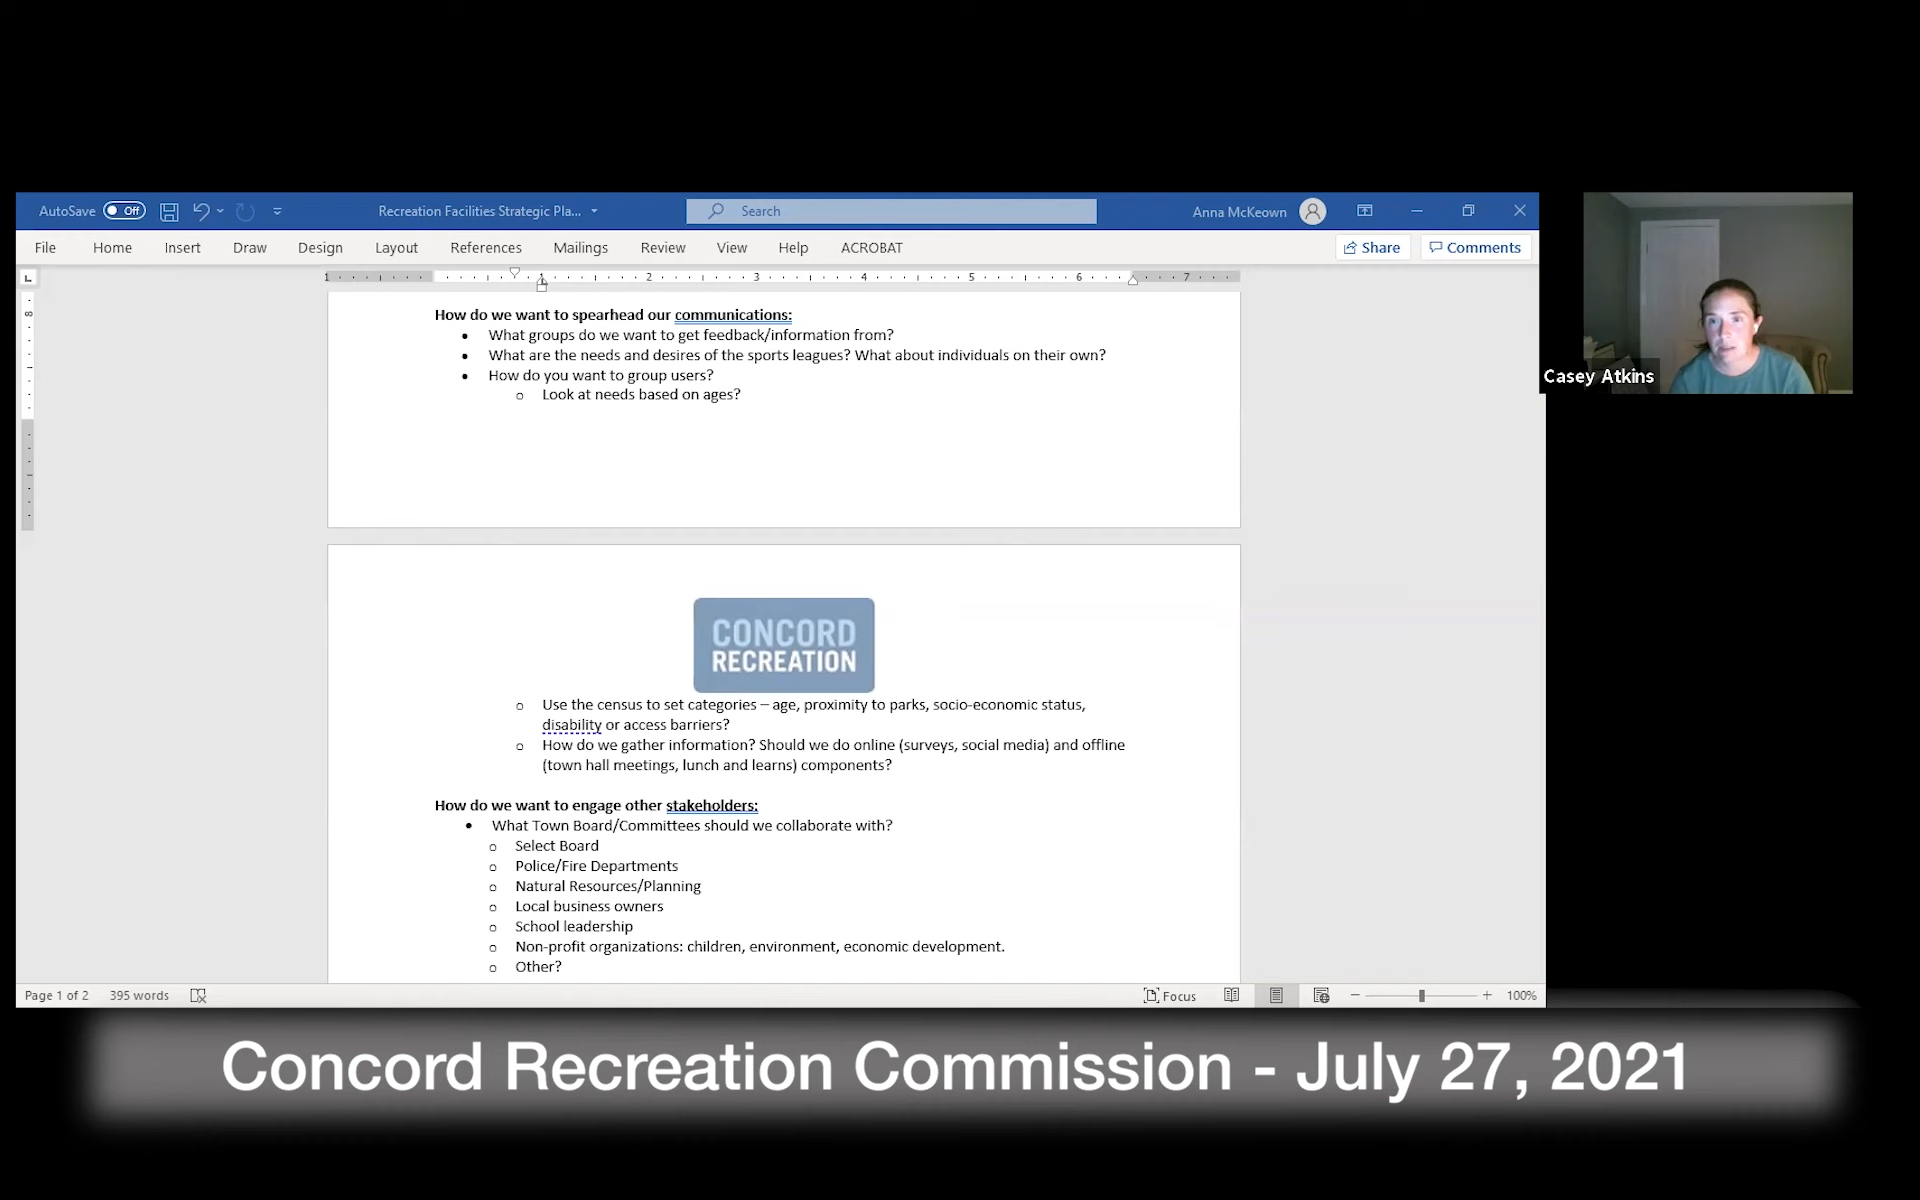 AutoSave Off Recreation Facilities Strategic Pla... Search Anna McKeown
File Home Insert Draw Design Layout References Mailings Review View Help ACROBAT Share Comments
1 1 2 3 4 5 6 7
How do we want to spearhead our communications:
• What groups do we want to get feedback/information from?
• What are the needs and desires of the sports leagues? What about individuals on their own?
• How do you want to group users?
o Look at needs based on ages?
Casey Atkins
CONCORD
RECREATION
o Use the census to set categories – age, proximity to parks, socio-economic status,
disability or access barriers?
o How do we gather information? Should we do online (surveys, social media) and offline
(town hall meetings, lunch and learns) components?
How do we want to engage other stakeholders:
• What Town Board/Committees should we collaborate with?
o Select Board
o Police/Fire Departments
o Natural Resources/Planning
o Local business owners
o School leadership
o Non-profit organizations: children, environment, economic development.
o Other?
Page 1 of 2 395 words Focus 100%
Concord Recreation Commission - July 27, 2021